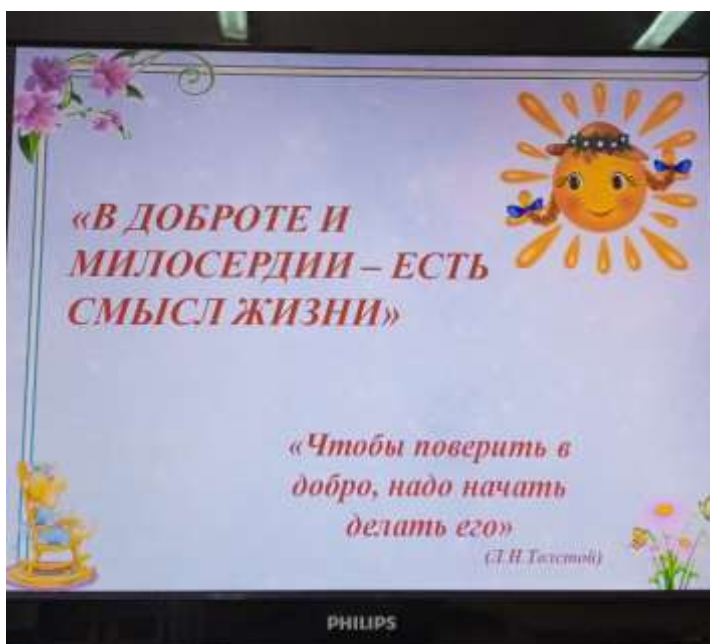 «В ДОБРОТЕ И
МИЛОСЕРДИИ – ЕСТЬ
СМЫСЛ ЖИЗНИ»
«Чтобы поверить в
добро, надо начать
делать его»
(Л.Н.Толстой)
PHILIPS